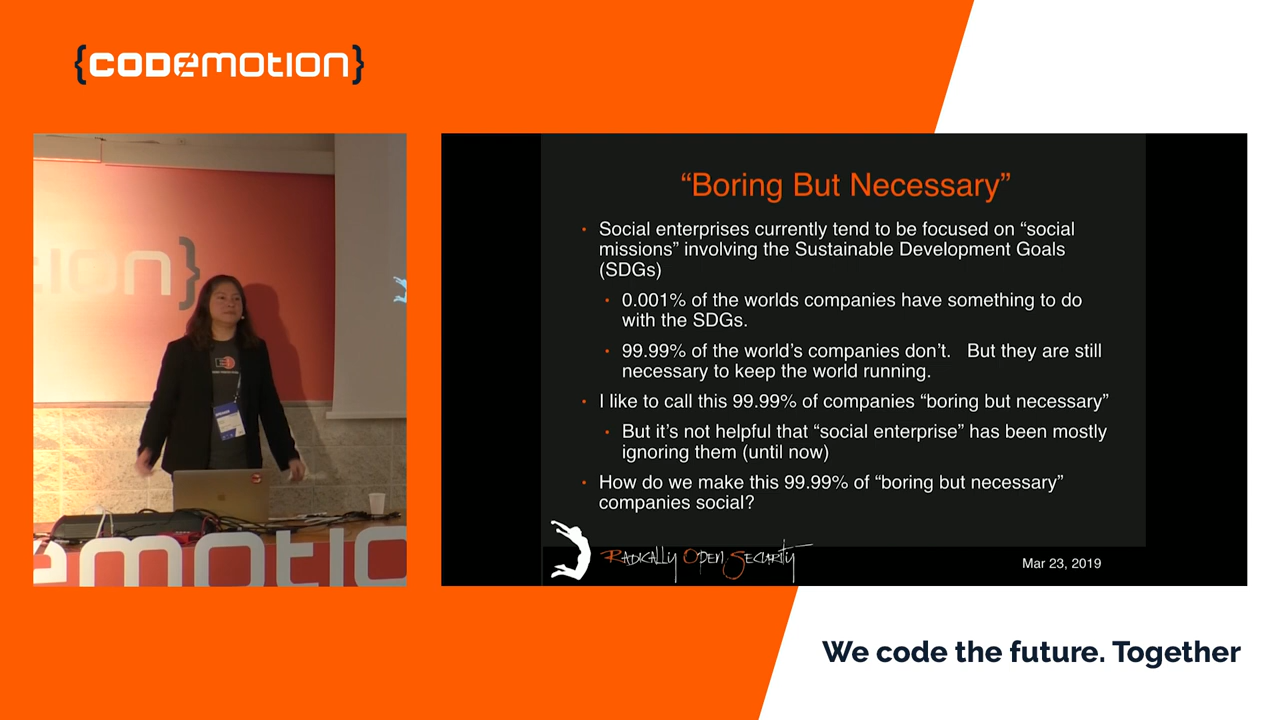 {CODEMOTION}
tion}
emotio
“Boring But Necessary”
• Social enterprises currently tend to be focused on “social
missions” involving the Sustainable Development Goals
(SDGs)
• 0.001% of the worlds companies have something to do
with the SDGs.
• 99.99% of the world’s companies don’t. But they are still
necessary to keep the world running.
• I like to call this 99.99% of companies “boring but necessary”
• But it’s not helpful that “social enterprise” has been mostly
ignoring them (until now)
• How do we make this 99.99% of “boring but necessary”
companies social?
RADICALLY OPEN SECURITY
Mar 23, 2019
We code the future. Together